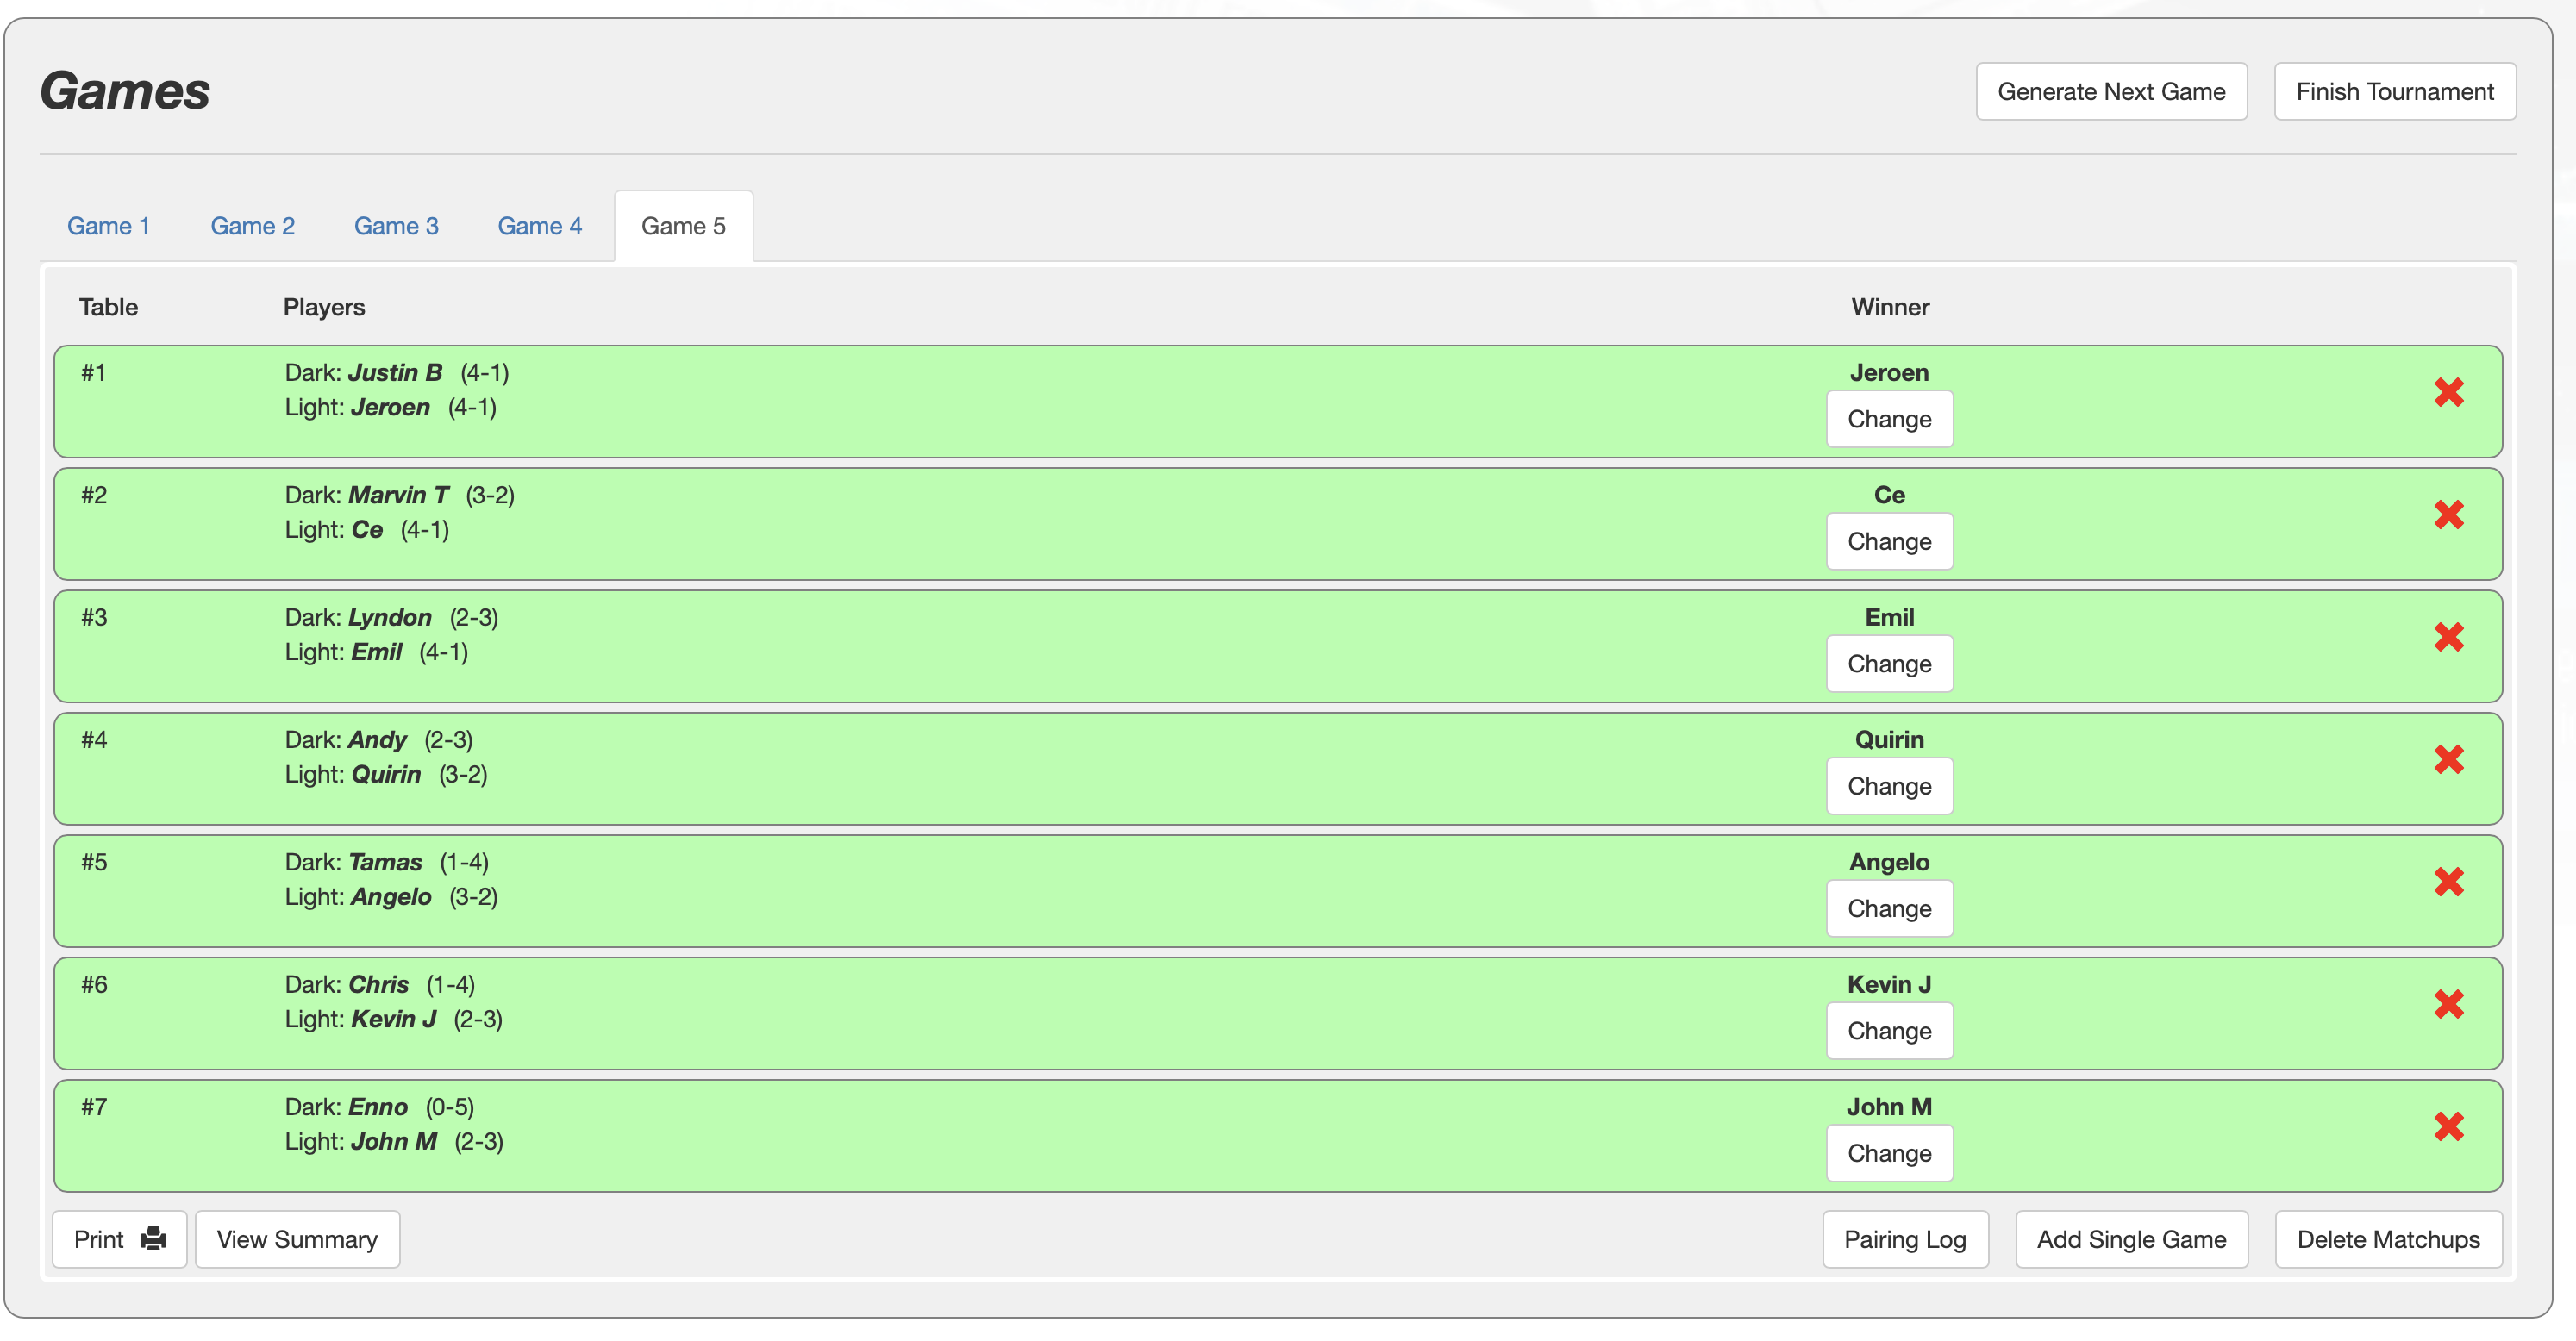 Games
Generate Next Game
Finish Tournament
Game 1
Game 2
Game 3
Game 4
Game 5
Table Players Winner
#1
Dark: Justin B (4-1)
Light: Jeroen (4-1)
Jeroen
Change
#2
Dark: Marvin T (3-2)
Light: Ce (4-1)
Ce
Change
#3
Dark: Lyndon (2-3)
Light: Emil (4-1)
Emil
Change
#4
Dark: Andy (2-3)
Light: Quirin (3-2)
Quirin
Change
#5
Dark: Tamas (1-4)
Light: Angelo (3-2)
Angelo
Change
#6
Dark: Chris (1-4)
Light: Kevin J (2-3)
Kevin J
Change
#7
Dark: Enno (0-5)
Light: John M (2-3)
John M
Change
Print
View Summary
Pairing Log
Add Single Game
Delete Matchups